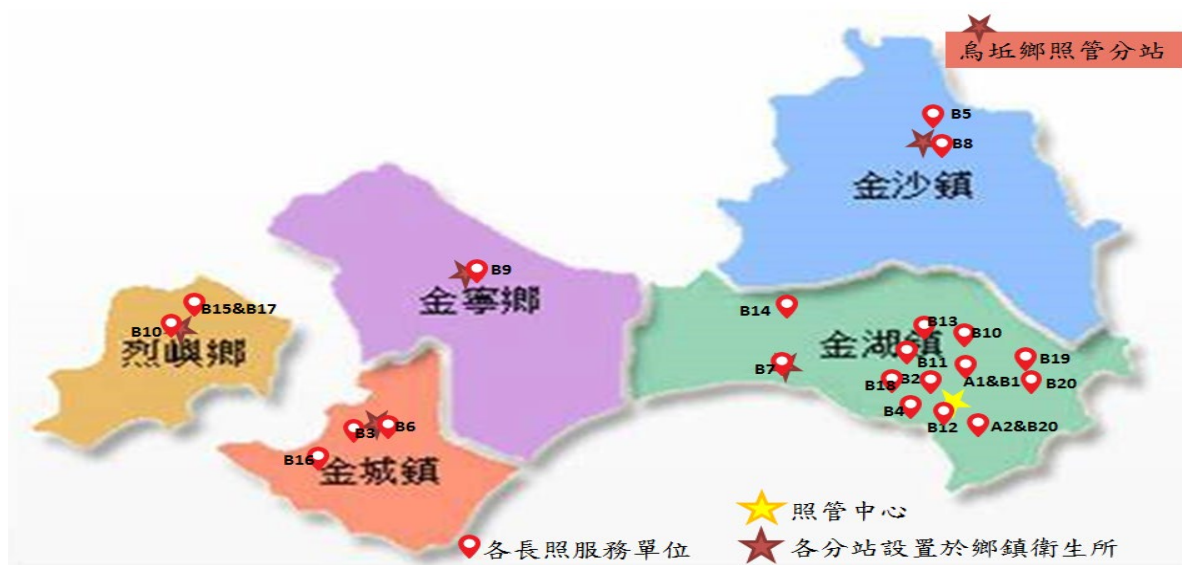 烏坵鄉照管分站
B5
B8
金沙鎮
B9
金寧鄉
B15&B17
B10
烈嶼鄉
B14
B13
B10
金湖鎮
B11
B19
B7
B18
B2
A1&B1
B20
B4
B12
A2&B20
B3
B6
B16
金城鎮
照管中心
各長照服務單位
各分站設置於鄉鎮衛生所